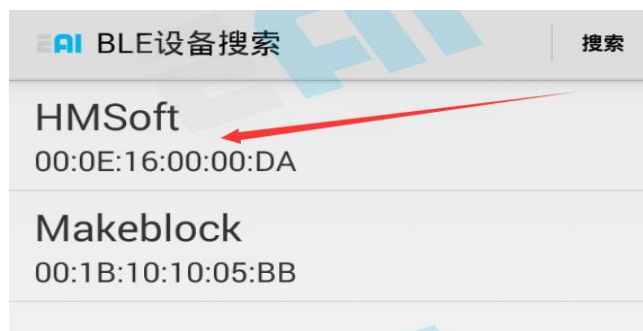 EAI BLE设备搜索 搜索
HMSoft
00:0E:16:00:00:DA
Makeblock
00:1B:10:10:05:BB